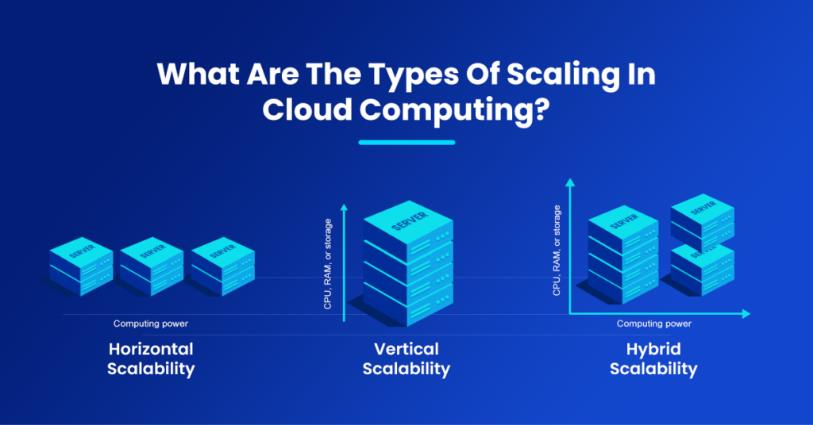 What Are The Types Of Scaling In
Cloud Computing?
SERVER
SERVER
SERVER
Computing power
Horizontal
Scalability
CPU, RAM, or storage
SERVER
Vertical
Scalability
CPU, RAM, or storage
SERVER
SERVER
SERVER
Computing power
Hybrid
Scalability